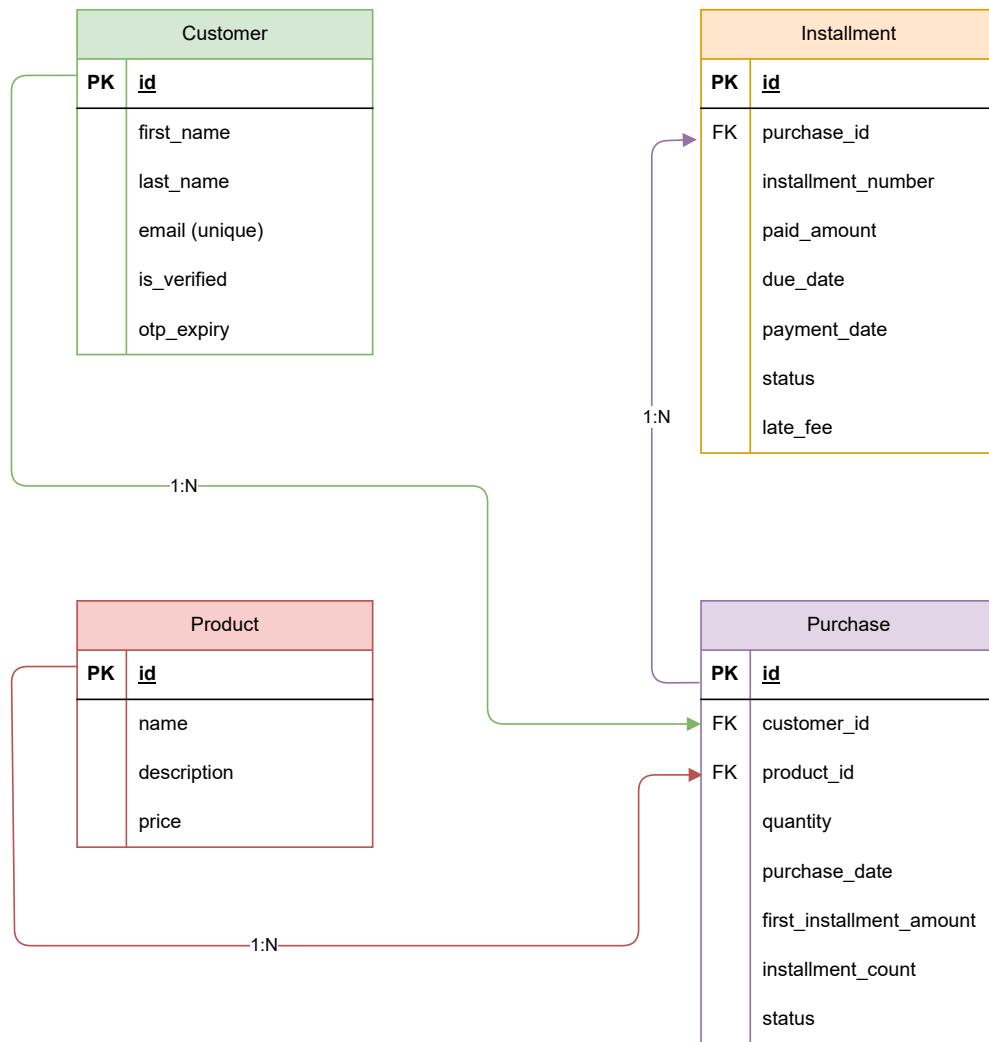 Customer
PK id
first_name
last_name
email (unique)
is_verified
otp_expiry
Installment
PK id
FK purchase_id
installment_number
paid_amount
due_date
payment_date
status
late_fee
1:N
1:N
Product
PK id
name
description
price
1:N
Purchase
PK id
FK customer_id
FK product_id
quantity
purchase_date
first_installment_amount
installment_count
status